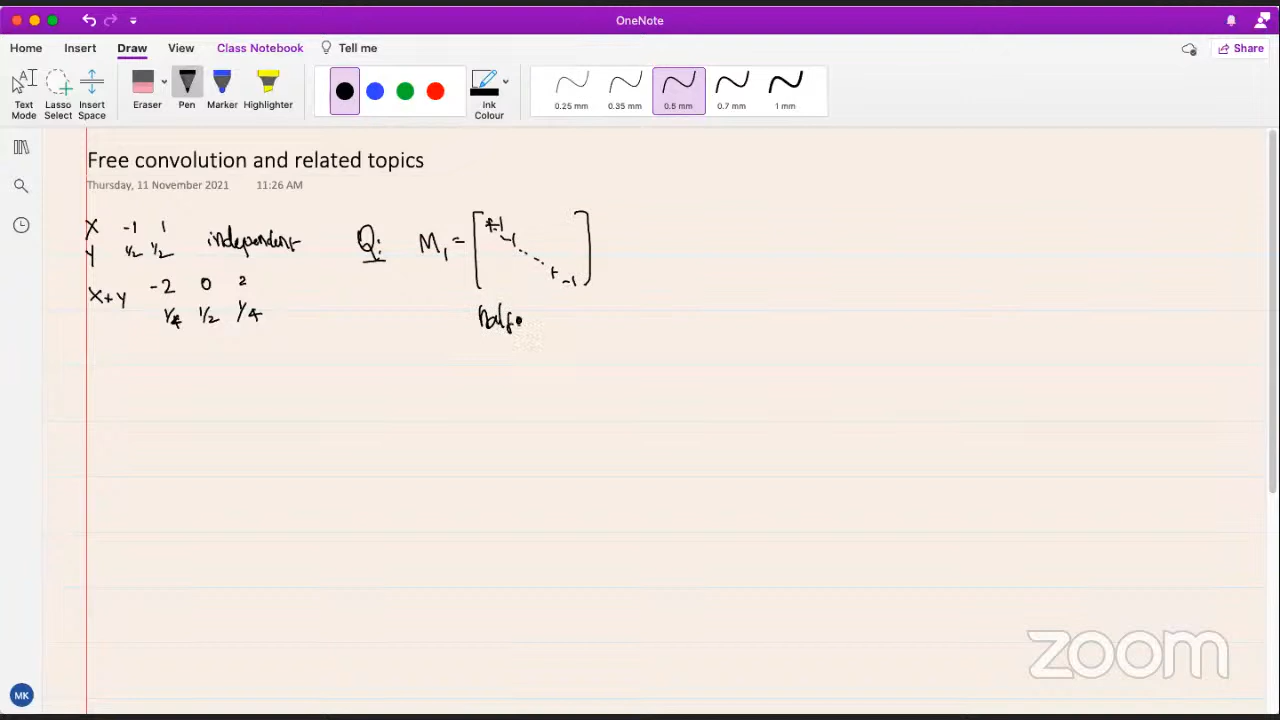 OneNote
Home Insert Draw View Class Notebook Tell me Share
Text Mode
Lasso Select
Insert Space
Eraser
Pen
Marker
Highlighter
Ink Colour
0.25 mm 0.35 mm 0.5 mm 0.7 mm 1 mm
Free convolution and related topics
Thursday, 11 November 2021 11:26 AM
X -1 1
Y 1/2 1/2 independent
X+Y -2 0 2
1/4 1/2 1/4
Q: M₁ =
-1
+
-1
zoom
MK